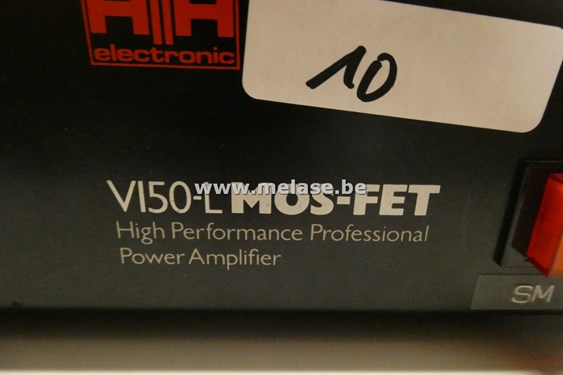 H|H
electronic
10
www.melase.be
V150-L MOS-FET
High Performance Professional
Power Amplifier
SM